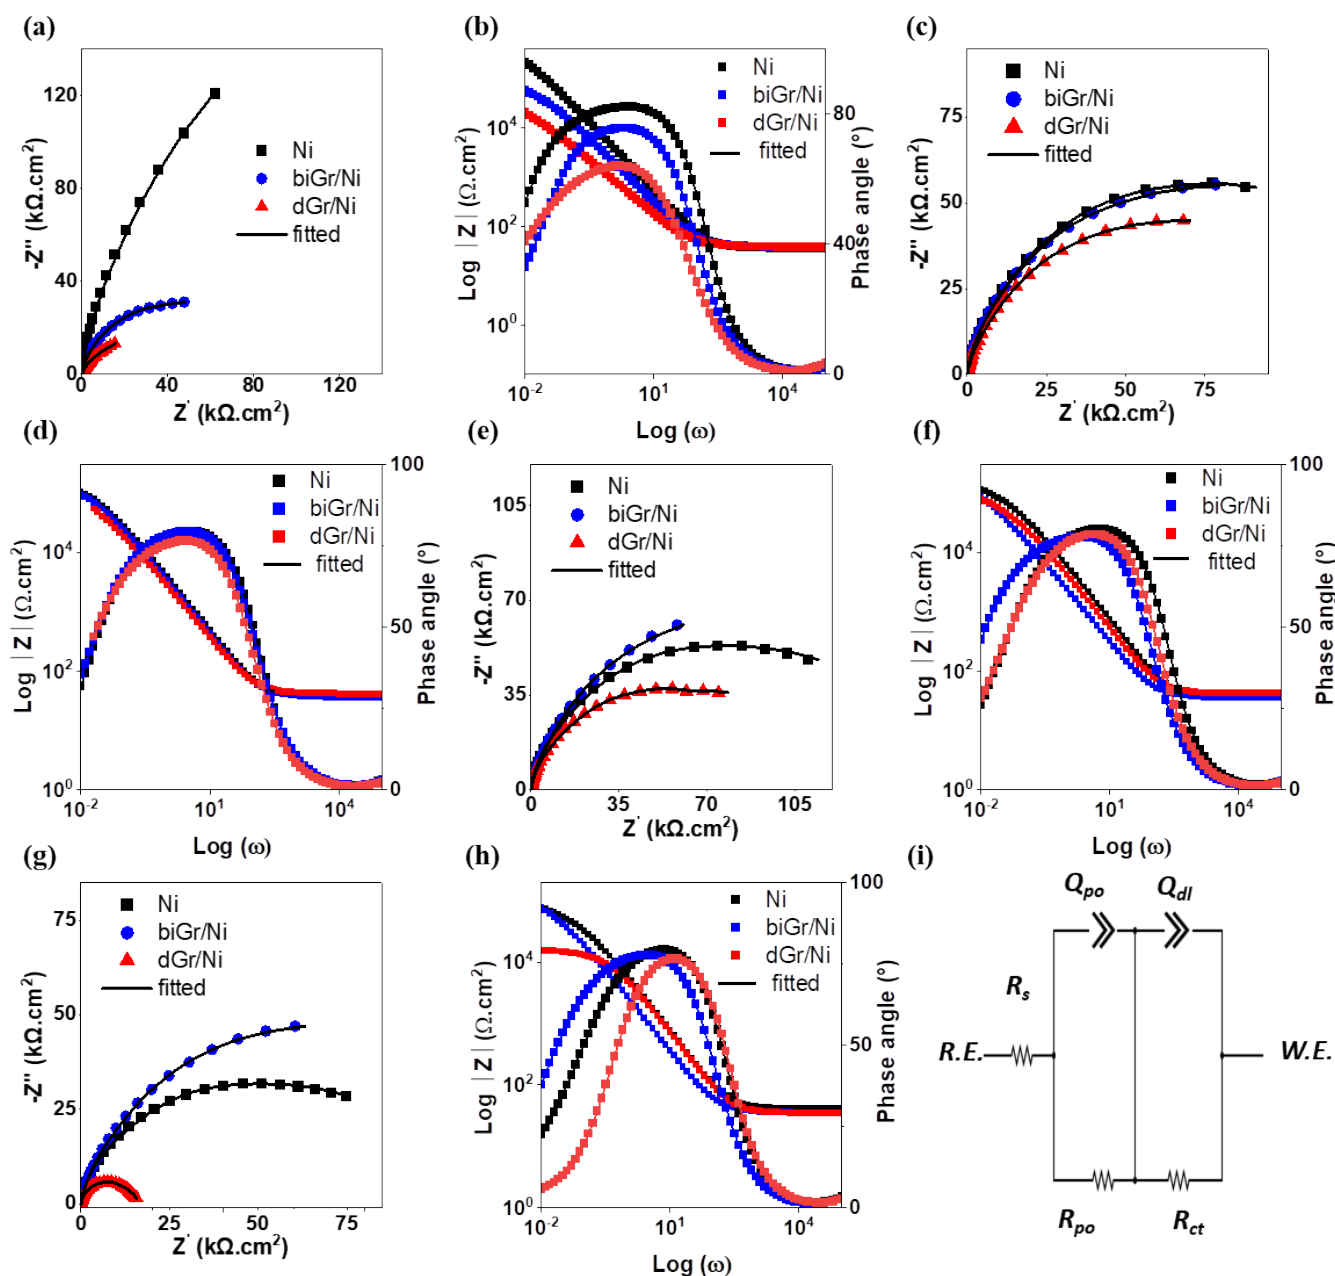 (a)
120
80
40
0
0
40
80
120
-Z'' (kΩ.cm²)
Z' (kΩ.cm²)
Ni
biGr/Ni
dGr/Ni
fitted
(b)
10⁴
10²
10⁰
10⁻²
10¹
10⁴
80
40
0
Log |Z| (Ω.cm²)
Phase angle (°)
Log (ω)
Ni
biGr/Ni
dGr/Ni
fitted
(c)
75
50
25
0
0
25
50
75
-Z'' (kΩ.cm²)
Z' (kΩ.cm²)
Ni
biGr/Ni
dGr/Ni
fitted
(d)
10⁴
10²
10⁰
10⁻²
10¹
10⁴
100
50
0
Log |Z| (Ω.cm²)
Phase angle (°)
Log (ω)
Ni
biGr/Ni
dGr/Ni
fitted
(e)
105
70
35
0
0
35
70
105
-Z'' (kΩ.cm²)
Z' (kΩ.cm²)
Ni
biGr/Ni
dGr/Ni
fitted
(f)
10⁴
10²
10⁰
10⁻²
10¹
10⁴
100
50
0
Log |Z| (Ω.cm²)
Phase angle (°)
Log (ω)
Ni
biGr/Ni
dGr/Ni
fitted
(g)
75
50
25
0
0
25
50
75
-Z'' (kΩ.cm²)
Z' (kΩ.cm²)
Ni
biGr/Ni
dGr/Ni
fitted
(h)
10⁴
10²
10⁰
10⁻²
10¹
10⁴
100
50
0
Log |Z| (Ω.cm²)
Phase angle (°)
Log (ω)
Ni
biGr/Ni
dGr/Ni
fitted
(i)
Qpo
Qdl
Rs
R.E.
W.E.
Rpo
Rct